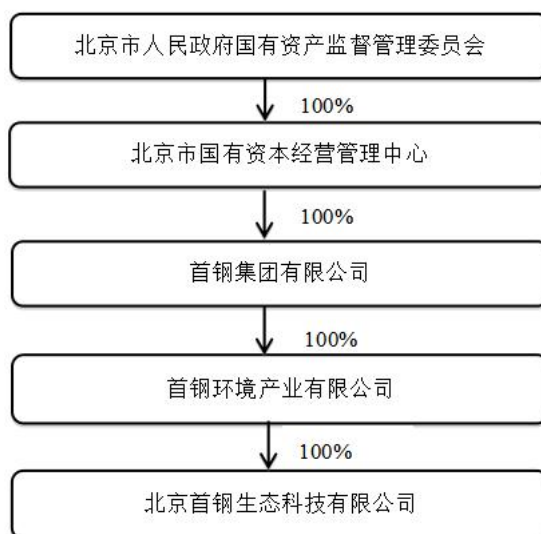 北京市人民政府国有资产监督管理委员会
100%
北京市国有资本经营管理中心
100%
首钢集团有限公司
100%
首钢环境产业有限公司
100%
北京首钢生态科技有限公司